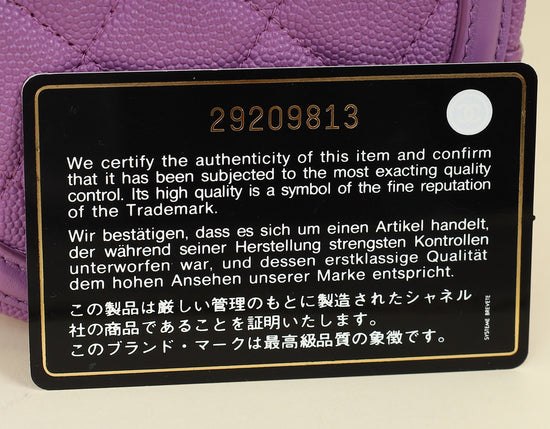 29209813
We certify the authenticity of this item and confirm
that it has been subjected to the most exacting quality
control. Its high quality is a symbol of the fine reputation
of the Trademark.
Wir bestätigen, dass es sich um einen Artikel handelt,
der während seiner Herstellung strengsten Kontrollen
unterworfen war, und dessen erstklassige Qualität
dem hohen Ansehen unserer Marke entspricht.
この製品は厳しい管理のもとに製造されたシャネル
社の商品であることを証明いたします。
このブランド・マークは最高級品質の象徴です。
SYSTEME BREVETE